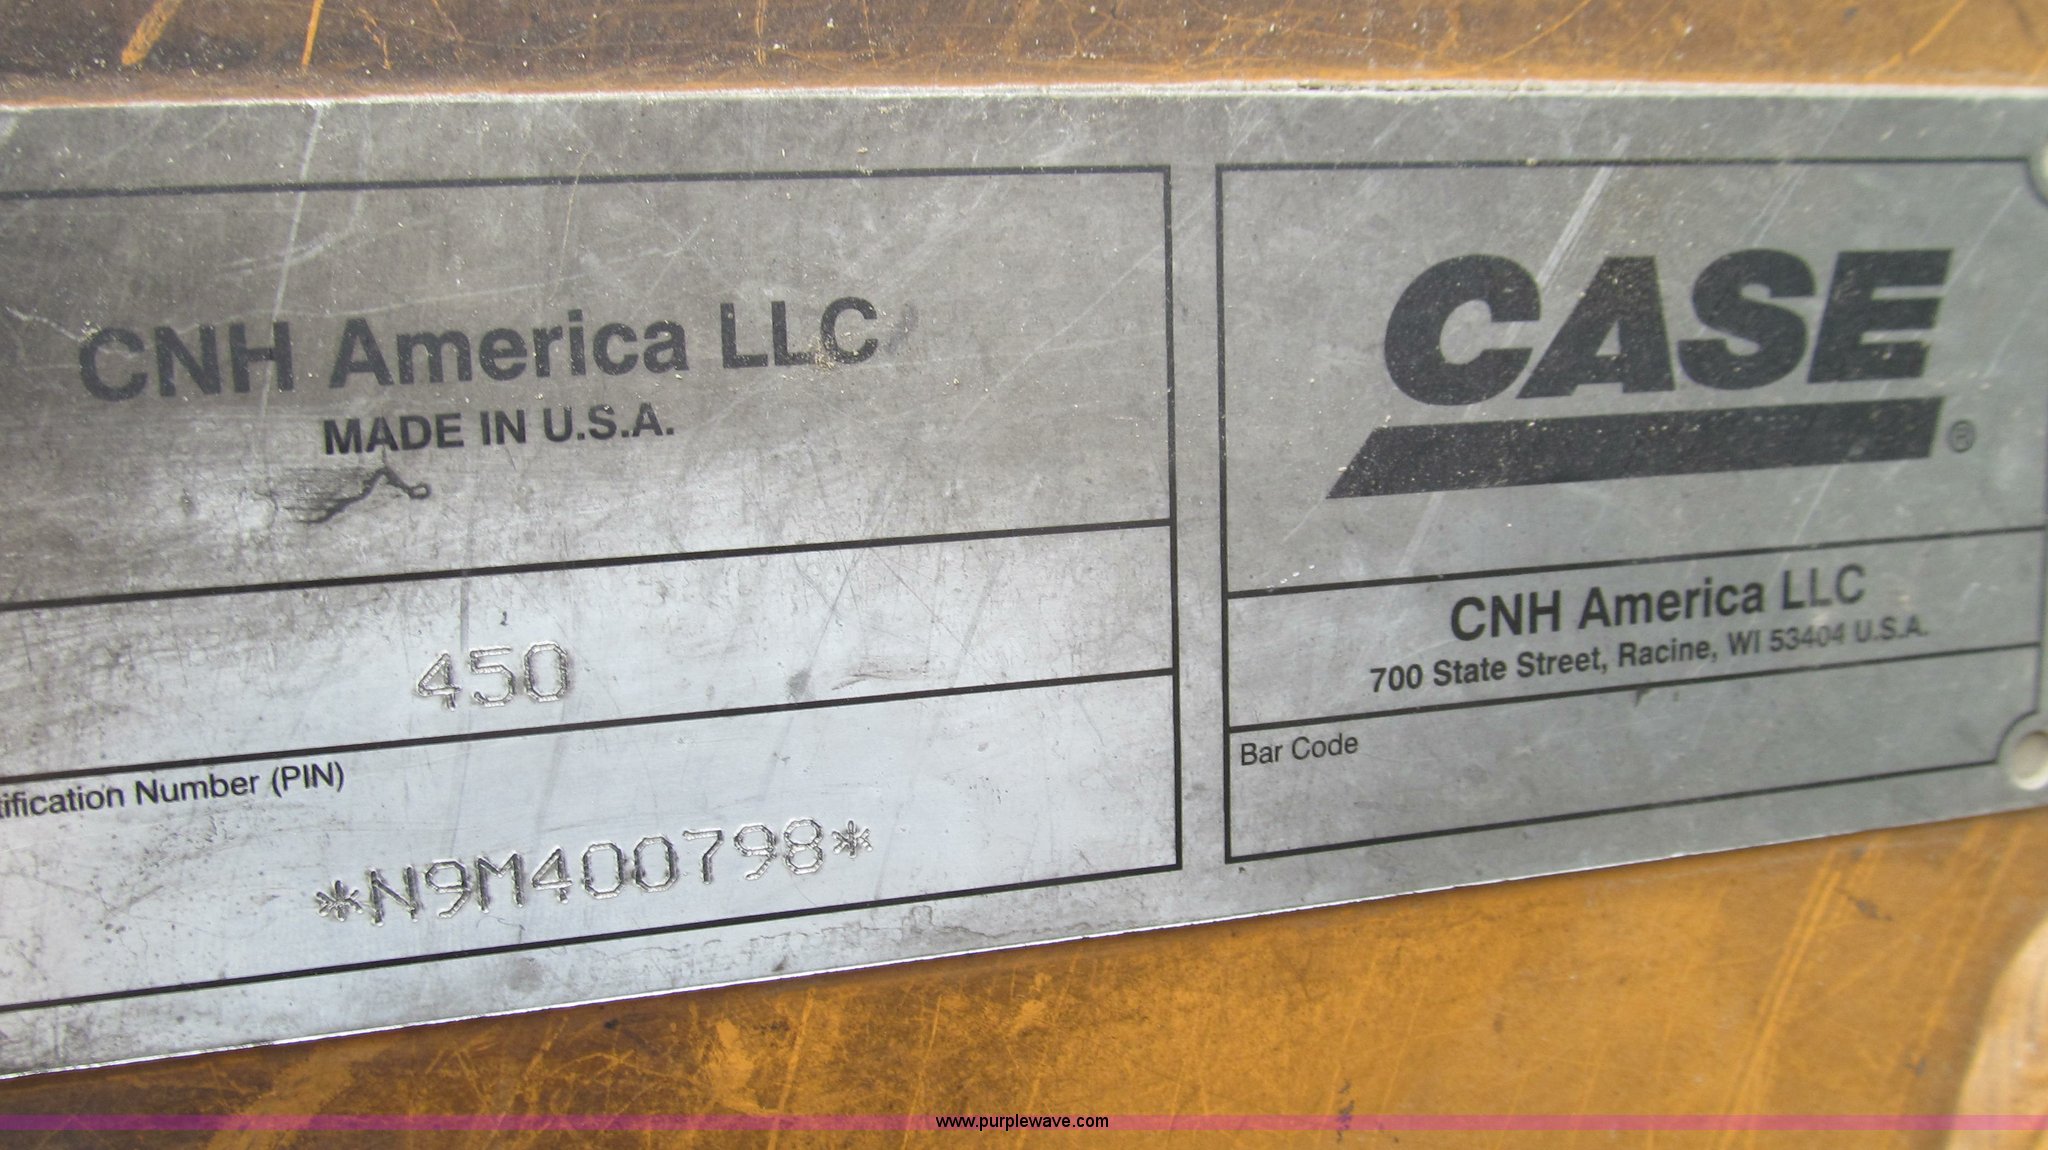 CNH America LLC
MADE IN U.S.A.
450
tification Number (PIN)
*N9M400798*
CASE
®
CNH America LLC
700 State Street, Racine, WI 53404 U.S.A.
Bar Code
www.purplewave.com